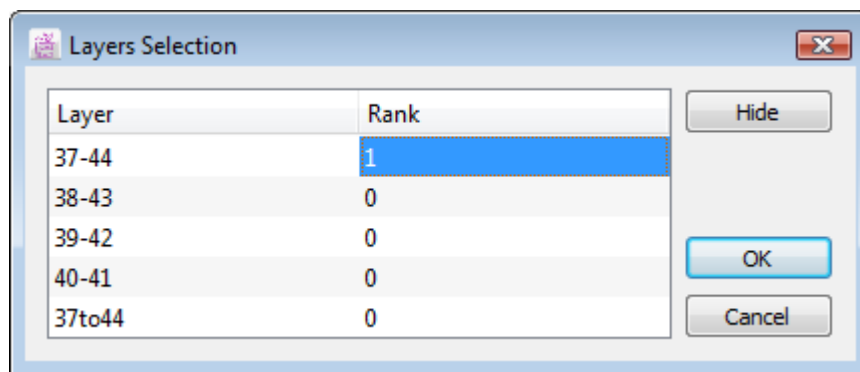 Layers Selection
Layer Rank Hide
37-44 1
38-43 0
39-42 0
40-41 0
OK
37to44 0
Cancel